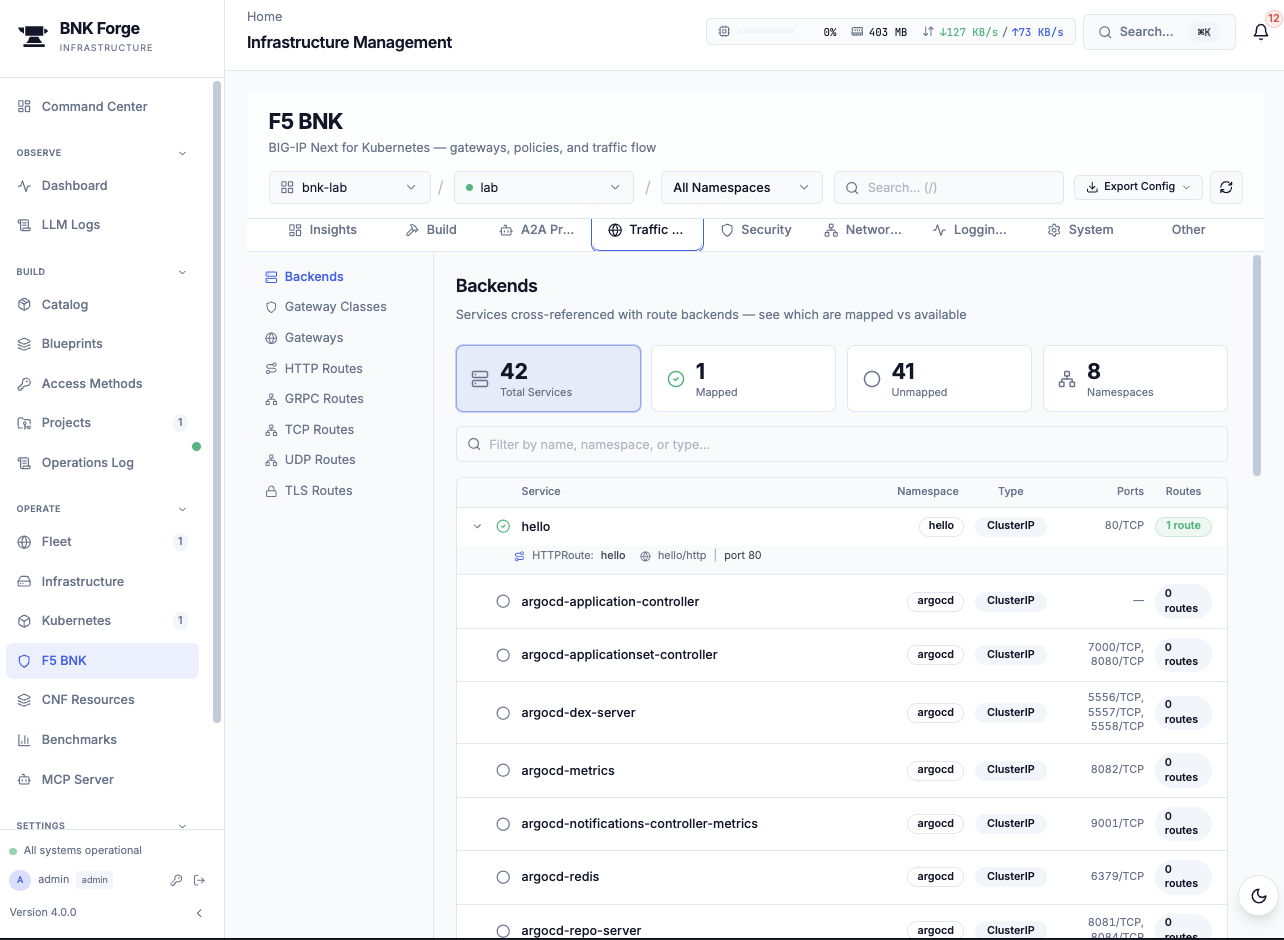 BNK Forge
INFRASTRUCTURE
Command Center
OBSERVE
Dashboard
LLM Logs
BUILD
Catalog
Blueprints
Access Methods
Projects 1
Operations Log
OPERATE
Fleet 1
Infrastructure
Kubernetes 1
F5 BNK
CNF Resources
Benchmarks
MCP Server
SETTINGS
All systems operational
A admin admin
Version 4.0.0
Home
Infrastructure Management
0% 403 MB ↓127 KB/s / ↑73 KB/s
Search... ⌘K
12
F5 BNK
BIG-IP Next for Kubernetes — gateways, policies, and traffic flow
bnk-lab / lab / All Namespaces Search... (/) Export Config
Insights Build A2A Pr... Traffic ... Security Networ... Loggin... System Other
Backends
Gateway Classes
Gateways
HTTP Routes
GRPC Routes
TCP Routes
UDP Routes
TLS Routes
Backends
Services cross-referenced with route backends — see which are mapped vs available
42 Total Services
1 Mapped
41 Unmapped
8 Namespaces
Filter by name, namespace, or type...
Service Namespace Type Ports Routes
hello hello ClusterIP 80/TCP 1 route
HTTPRoute: hello hello/http | port 80
argocd-application-controller argocd ClusterIP — 0 routes
argocd-applicationset-controller argocd ClusterIP 7000/TCP, 8080/TCP 0 routes
argocd-dex-server argocd ClusterIP 5556/TCP, 5557/TCP, 5558/TCP 0 routes
argocd-metrics argocd ClusterIP 8082/TCP 0 routes
argocd-notifications-controller-metrics argocd ClusterIP 9001/TCP 0 routes
argocd-redis argocd ClusterIP 6379/TCP 0 routes
argocd-repo-server argocd ClusterIP 8081/TCP, 8084/TCP 0 routes